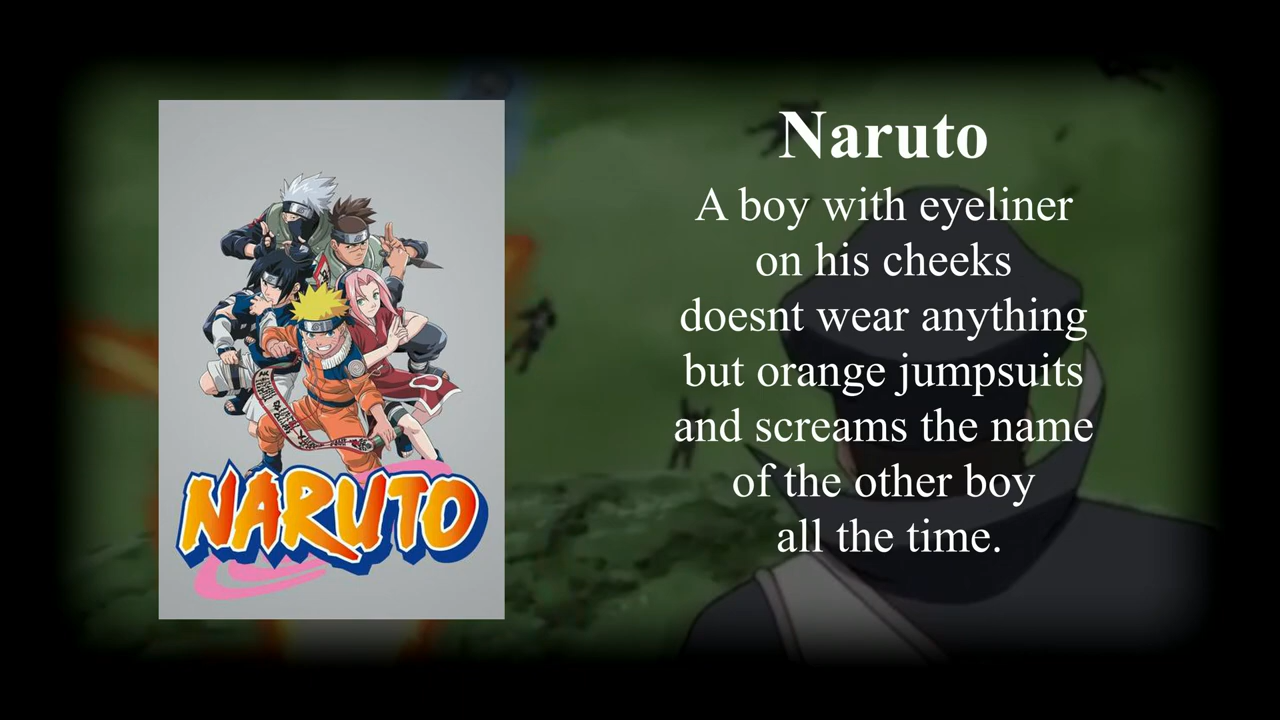 NARUTO
Naruto
A boy with eyeliner
on his cheeks
doesnt wear anything
but orange jumpsuits
and screams the name
of the other boy
all the time.